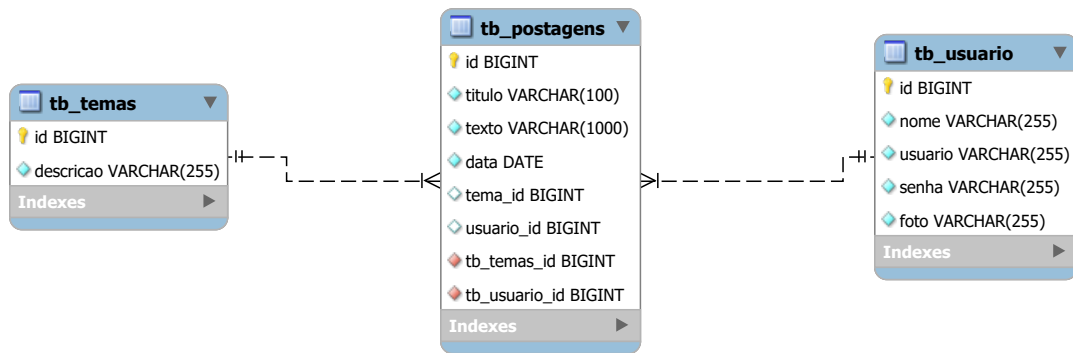 tb_temas
id BIGINT
descricao VARCHAR(255)
Indexes
tb_postagens
id BIGINT
titulo VARCHAR(100)
texto VARCHAR(1000)
data DATE
tema_id BIGINT
usuario_id BIGINT
tb_temas_id BIGINT
tb_usuario_id BIGINT
Indexes
tb_usuario
id BIGINT
nome VARCHAR(255)
usuario VARCHAR(255)
senha VARCHAR(255)
foto VARCHAR(255)
Indexes